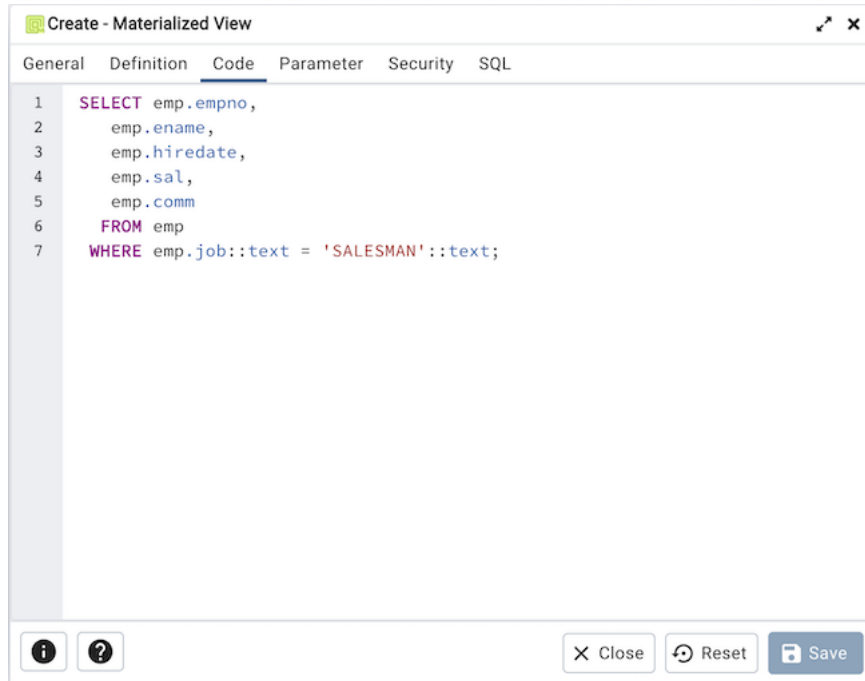 Create - Materialized View
General Definition Code Parameter Security SQL
1 SELECT emp.empno,
2 emp.ename,
3 emp.hiredate,
4 emp.sal,
5 emp.comm
6 FROM emp
7 WHERE emp.job::text = 'SALESMAN'::text;
Close Reset Save